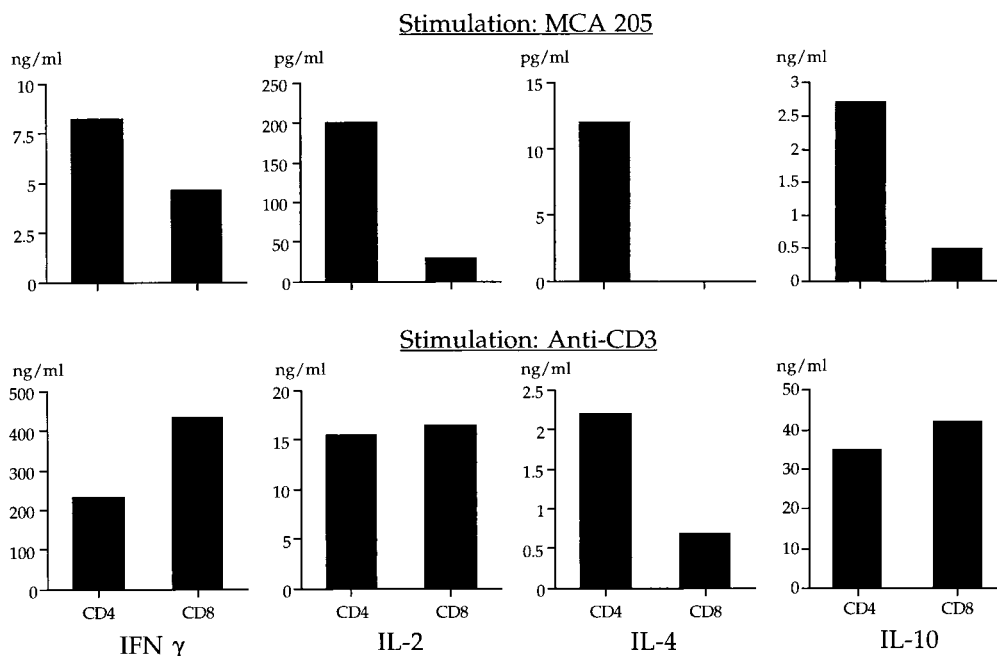 Stimulation: MCA 205
ng/ml pg/ml pg/ml ng/ml
10 7.5 5 2.5 0
250 200 150 100 50 0
15 10 5 0
3 2.5 2 1.5 1 0.5 0
Stimulation: Anti-CD3
ng/ml ng/ml ng/ml ng/ml
500 400 300 200 100 0
20 15 10 5 0
2.5 2 1.5 1 0.5 0
50 40 30 20 10 0
CD4 CD8 CD4 CD8 CD4 CD8 CD4 CD8
IFN γ IL-2 IL-4 IL-10